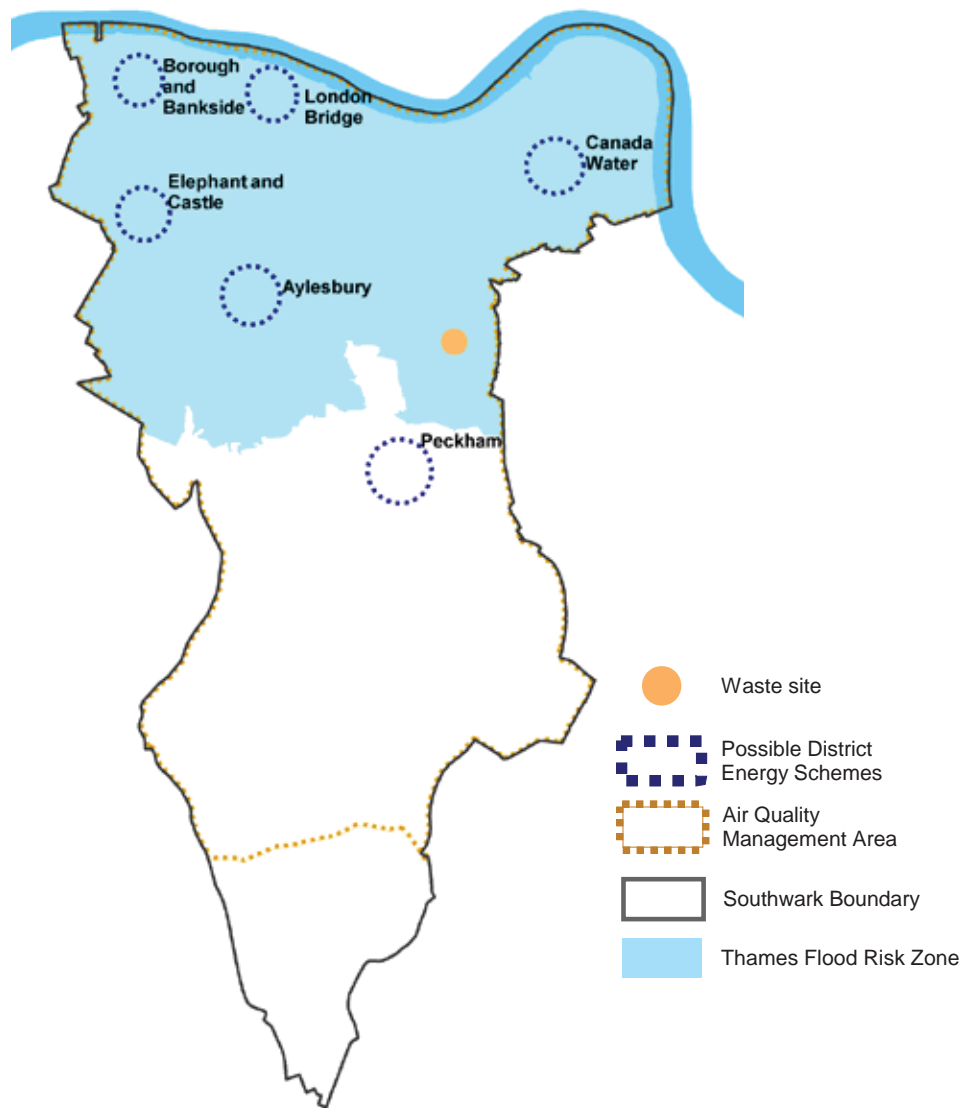 Borough
and
Bankside
London
Bridge
Canada
Water
Elephant and
Castle
Aylesbury
Peckham
Waste site
Possible District
Energy Schemes
Air Quality
Management Area
Southwark Boundary
Thames Flood Risk Zone